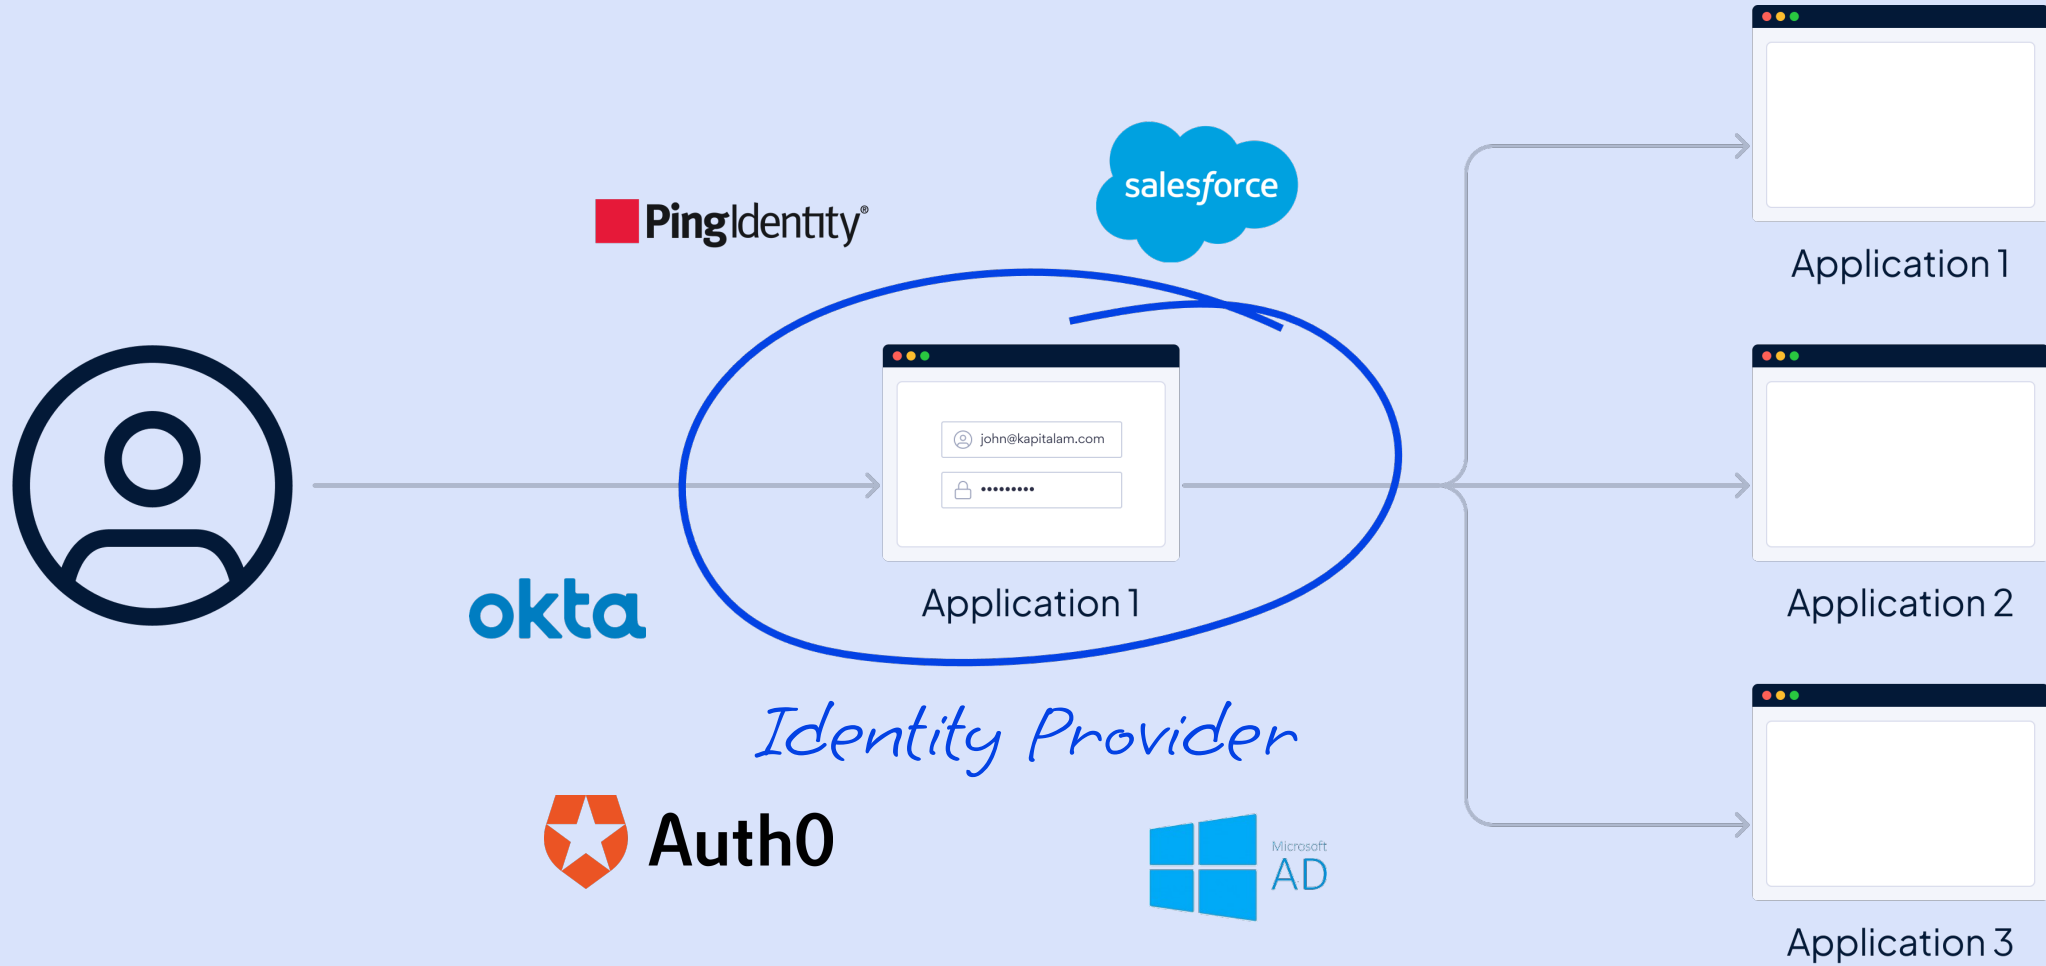 salesforce
PingIdentity®
Application 1
john@kapitalam.com
•••••••••
Application 1
Application 2
okta
Identity Provider
Auth0
Microsoft
AD
Application 3